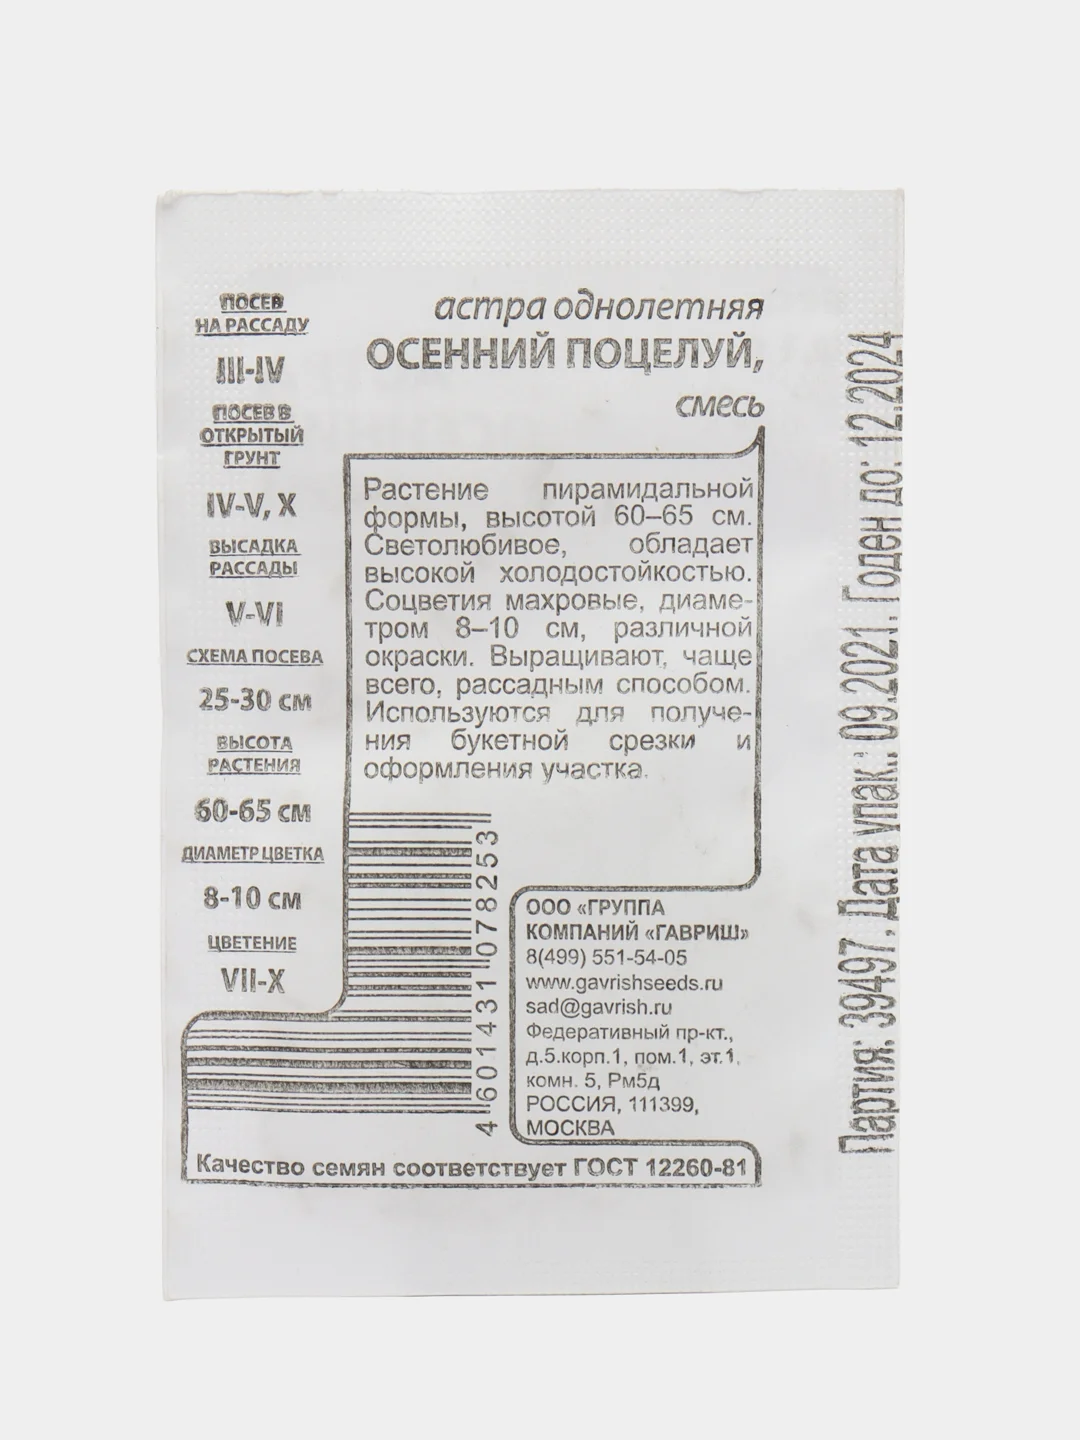 ПОСЕВ
НА РАССАДУ
III-IV
ПОСЕВ В
ОТКРЫТЫЙ
ГРУНТ
IV-V, X
ВЫСАДКА
РАССАДЫ
V-VI
СХЕМА ПОСЕВА
25-30 см
ВЫСОТА
РАСТЕНИЯ
60-65 см
ДИАМЕТР ЦВЕТКА
8-10 см
ЦВЕТЕНИЕ
VII-X
астра однолетняя
ОСЕННИЙ ПОЦЕЛУЙ,
смесь
Растение пирамидальной
формы, высотой 60–65 см.
Светолюбивое, обладает
высокой холодостойкостью.
Соцветия махровые, диаме-
тром 8–10 см, различной
окраски. Выращивают, чаще
всего, рассадным способом.
Используются для получе-
ния букетной срезки и
оформления участка.
4 601431 078253
ООО «ГРУППА
КОМПАНИЙ «ГАВРИШ»
8(499) 551-54-05
www.gavrishseeds.ru
sad@gavrish.ru
Федеративный пр-кт.,
д.5.корп.1, пом.1, эт.1,
комн. 5, Рм5д
РОССИЯ, 111399,
МОСКВА
Качество семян соответствует ГОСТ 12260-81
Партия: 39497. Дата упак.: 09.2021. Годен до: 12.2024